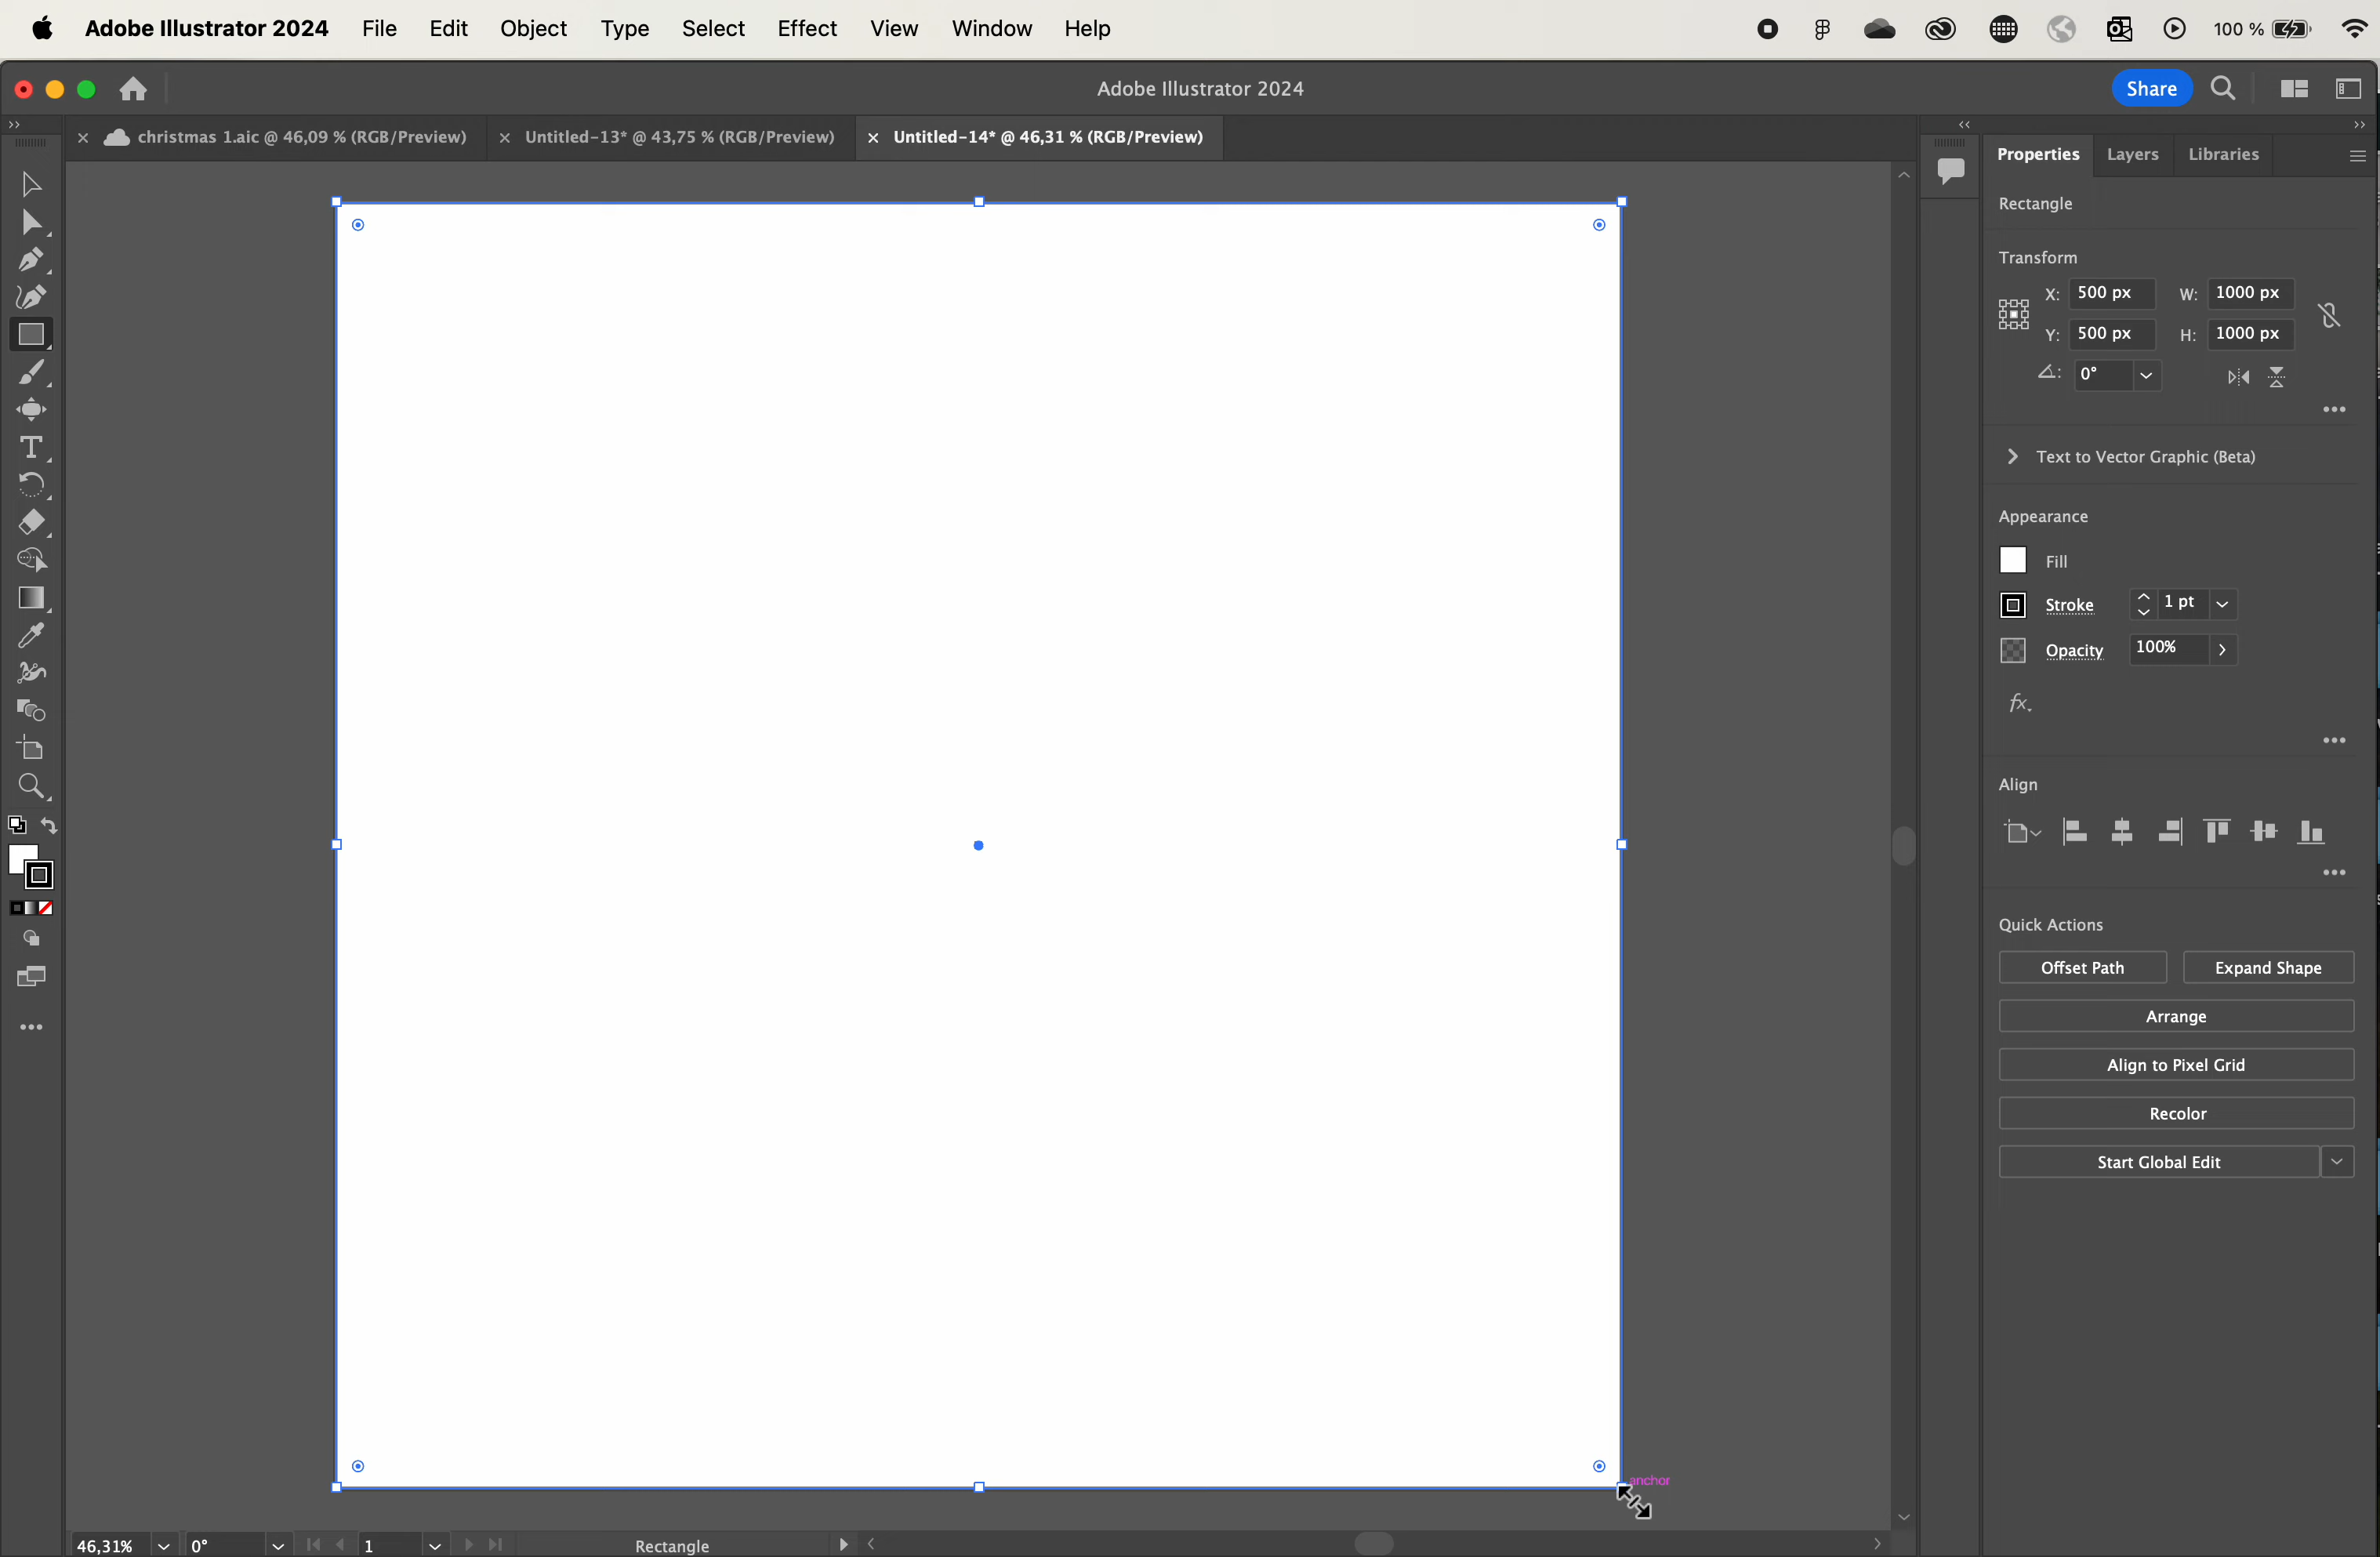 Adobe Illustrator 2024 File Edit Object Type Select Effect View Window Help 100 %
Adobe Illustrator 2024 Share
christmas 1.aic @ 46,09 % (RGB/Preview) Untitled-13* @ 43,75 % (RGB/Preview) Untitled-14* @ 46,31 % (RGB/Preview)
Properties Layers Libraries
Rectangle
Transform
X: 500 px W: 1000 px
Y: 500 px H: 1000 px
0°
Text to Vector Graphic (Beta)
Appearance
Fill
Stroke 1 pt
Opacity 100%
fx
Align
Quick Actions
Offset Path Expand Shape
Arrange
Align to Pixel Grid
Recolor
Start Global Edit
anchor
46,31% 0° 1 Rectangle